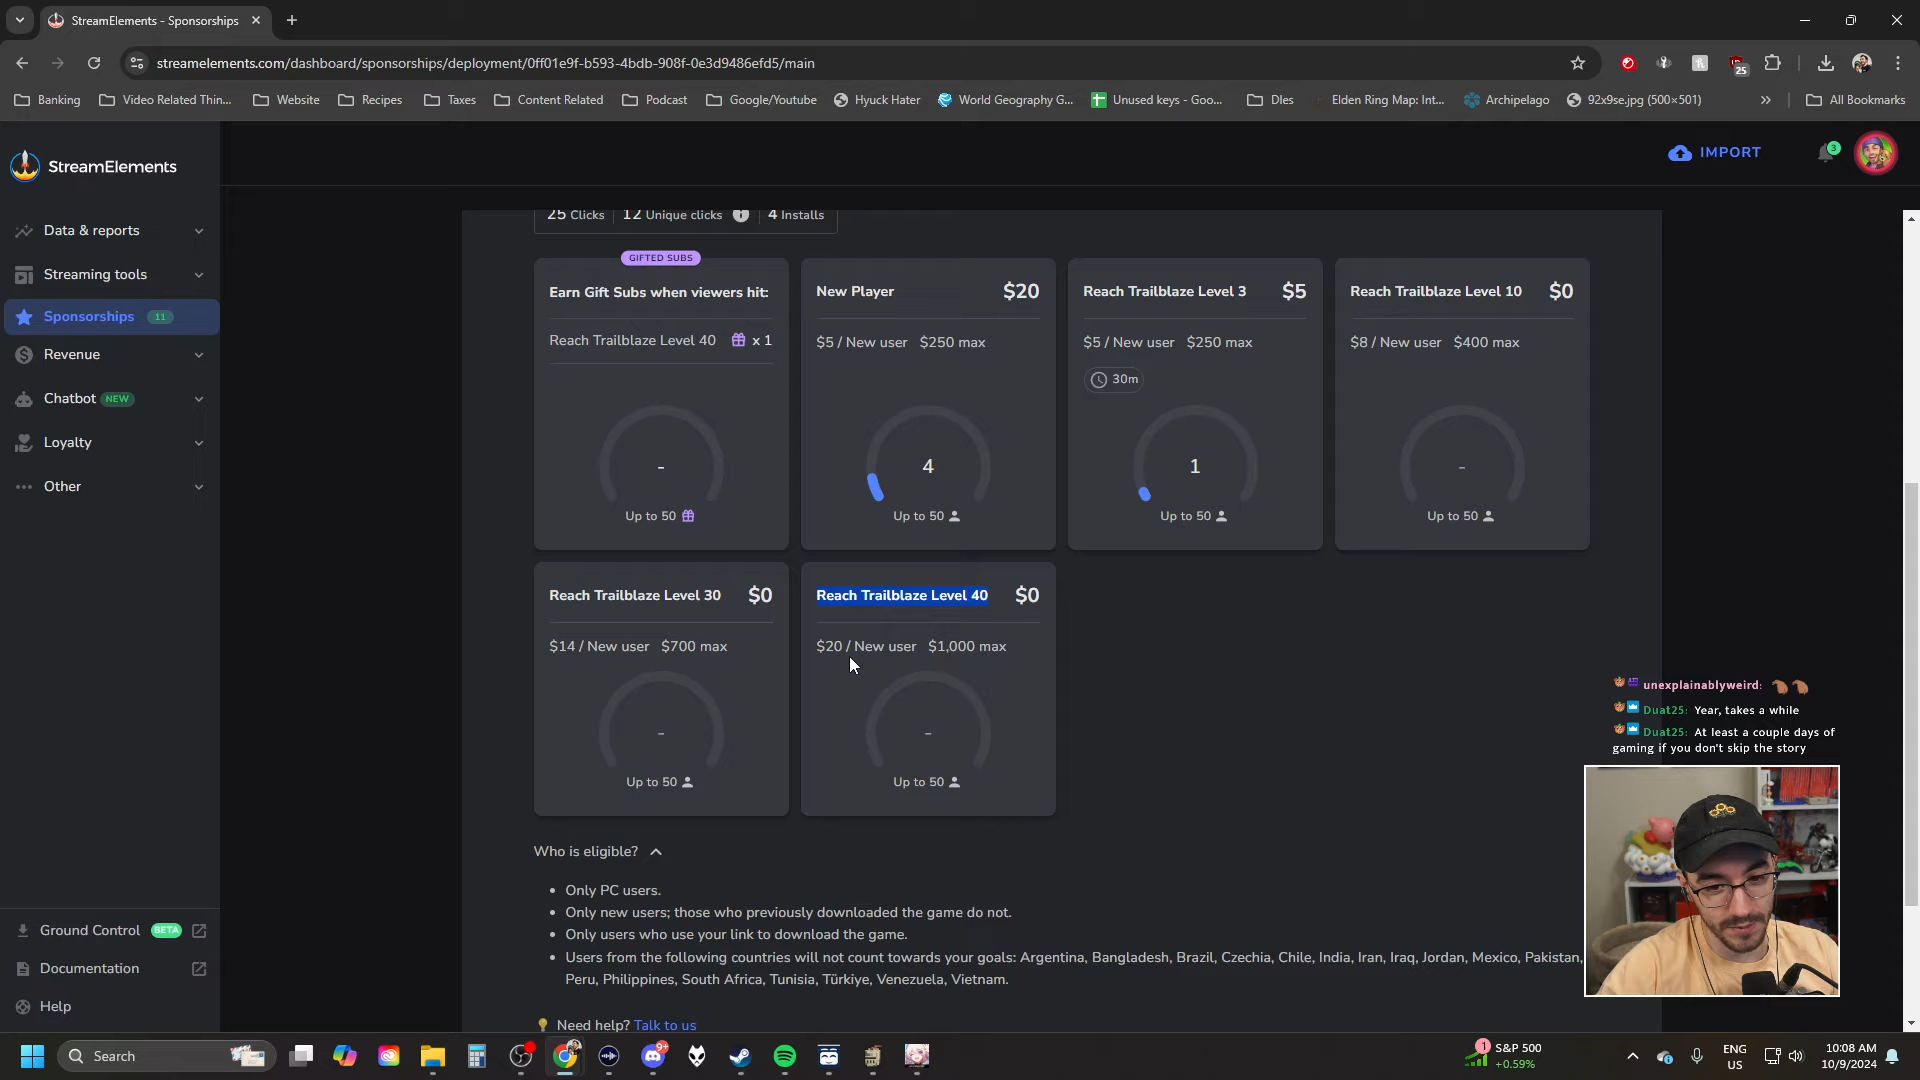 StreamElements - Sponsorships
streamelements.com/dashboard/sponsorships/deployment/0ff01e9f-b593-4bdb-908f-0e3d9486efd5/main
25
Banking
Video Related Thin...
Website
Recipes
Taxes
Content Related
Podcast
Google/Youtube
Hyuck Hater
World Geography G...
Unused keys - Goo...
Dles
Elden Ring Map: Int...
Archipelago
92x9se.jpg (500×501)
All Bookmarks
StreamElements
IMPORT
3
Data & reports
Streaming tools
Sponsorships 11
Revenue
Chatbot NEW
Loyalty
Other
Ground Control BETA
Documentation
Help
25 Clicks 12 Unique clicks 4 Installs
GIFTED SUBS
Earn Gift Subs when viewers hit:
Reach Trailblaze Level 40 x 1
-
Up to 50
New Player $20
$5 / New user $250 max
4
Up to 50
Reach Trailblaze Level 3 $5
$5 / New user $250 max
30m
1
Up to 50
Reach Trailblaze Level 10 $0
$8 / New user $400 max
-
Up to 50
Reach Trailblaze Level 30 $0
$14 / New user $700 max
-
Up to 50
Reach Trailblaze Level 40 $0
$20 / New user $1,000 max
-
Up to 50
Who is eligible?
• Only PC users.
• Only new users; those who previously downloaded the game do not.
• Only users who use your link to download the game.
• Users from the following countries will not count towards your goals: Argentina, Bangladesh, Brazil, Czechia, Chile, India, Iran, Iraq, Jordan, Mexico, Pakistan,
Peru, Philippines, South Africa, Tunisia, Türkiye, Venezuela, Vietnam.
Need help? Talk to us
unexplainablyweird:
Duat25: Year, takes a while
Duat25: At least a couple days of
gaming if you don't skip the story
Search
9+
1
S&P 500
+0.59%
ENG
US
10:08 AM
10/9/2024